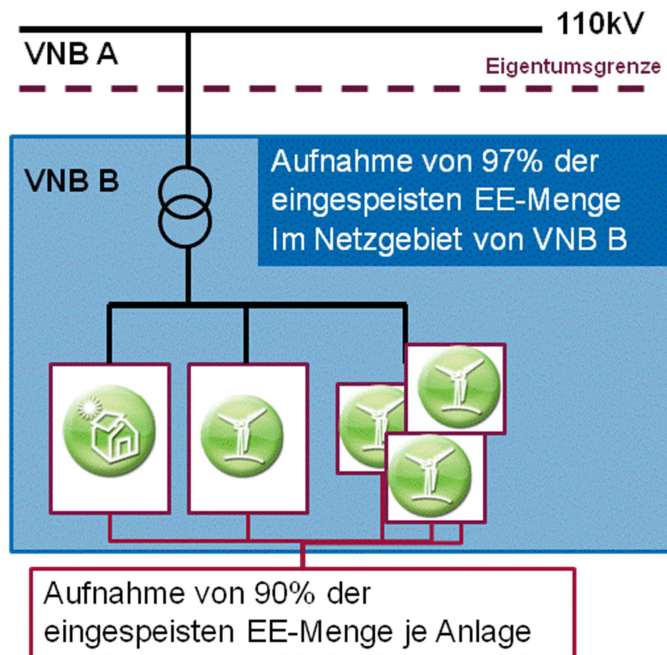 110kV
VNB A
Eigentumsgrenze
VNB B
Aufnahme von 97% der
eingespeisten EE-Menge
Im Netzgebiet von VNB B
Aufnahme von 90% der
eingespeisten EE-Menge je Anlage